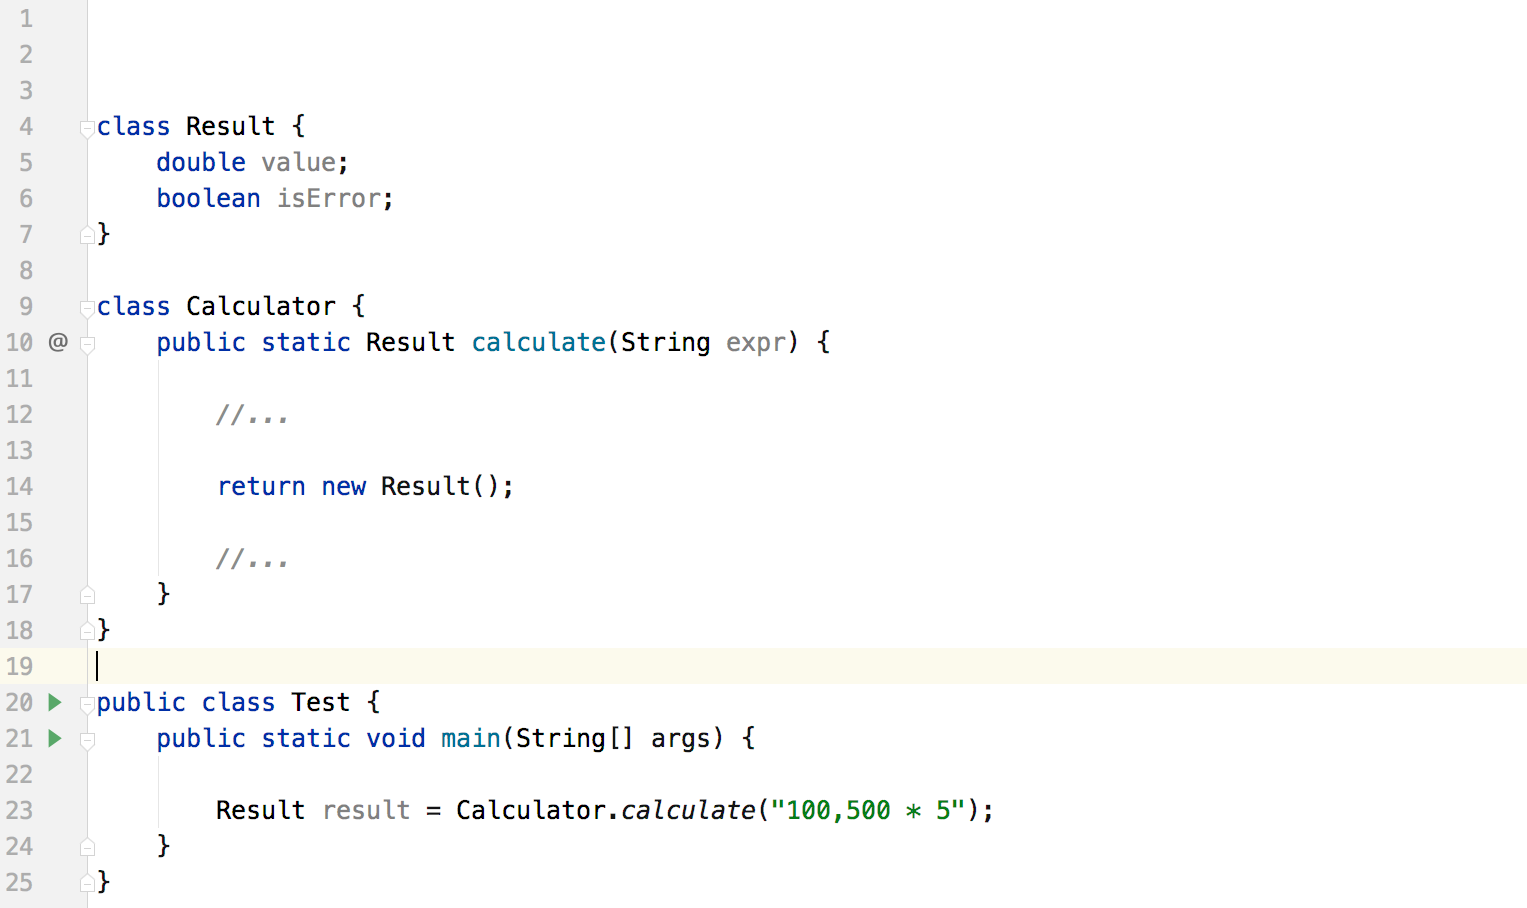 1
2
3
4 class Result {
5 double value;
6 boolean isError;
7 }
8
9 class Calculator {
10 @ public static Result calculate(String expr) {
11
12 //...
13
14 return new Result();
15
16 //...
17 }
18 }
19
20 public class Test {
21 public static void main(String[] args) {
22
23 Result result = Calculator.calculate("100,500 * 5");
24 }
25 }